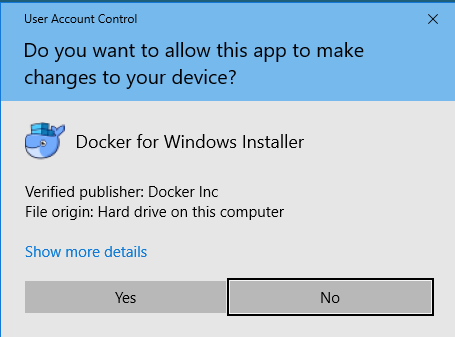 User Account Control
Do you want to allow this app to make
changes to your device?
Docker for Windows Installer
Verified publisher: Docker Inc
File origin: Hard drive on this computer
Show more details
Yes
No